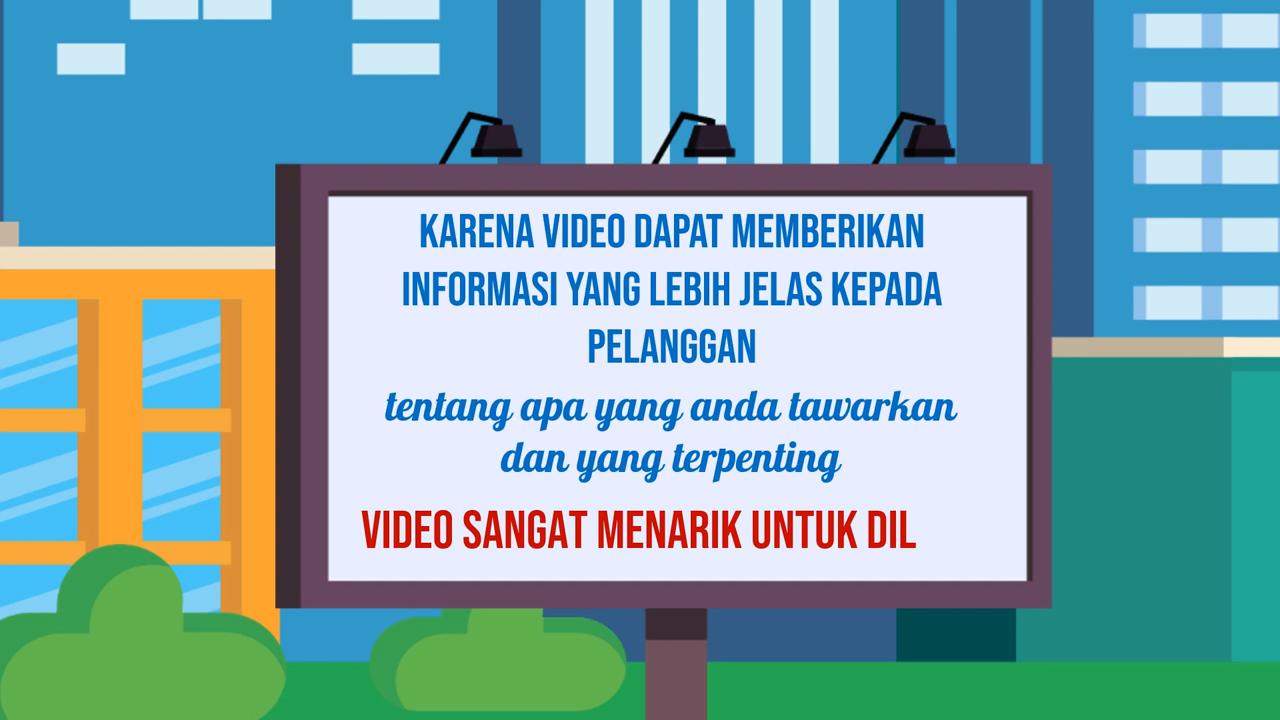 KARENA VIDEO DAPAT MEMBERIKAN
INFORMASI YANG LEBIH JELAS KEPADA
PELANGGAN
tentang apa yang anda tawarkan
dan yang terpenting
VIDEO SANGAT MENARIK UNTUK DIL